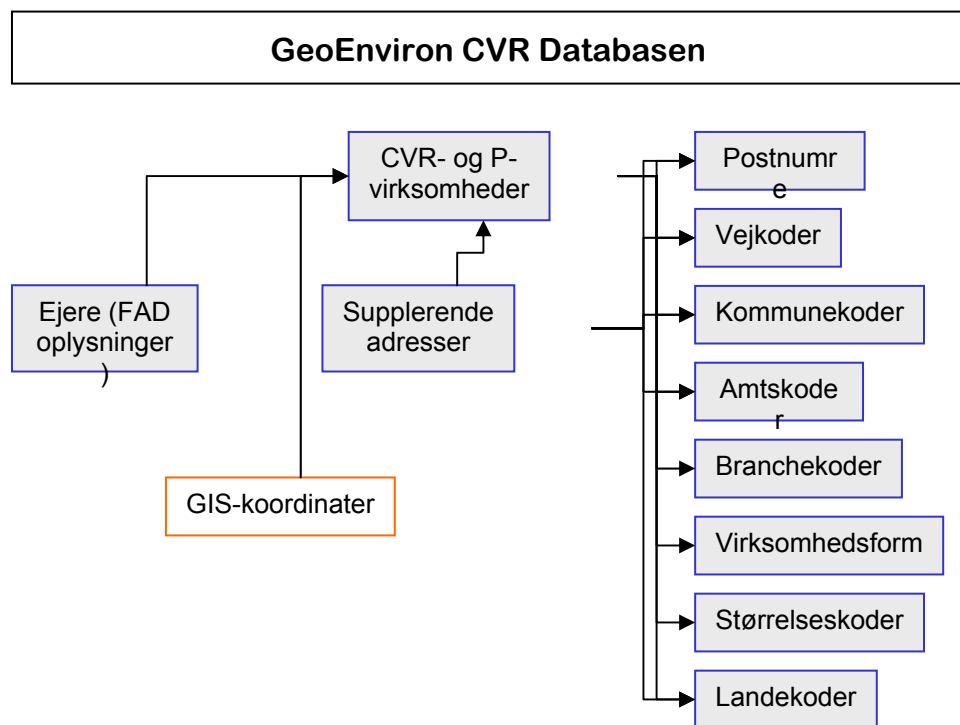 GeoEnviron CVR Databasen
CVR- og P-
virksomheder
Ejere (FAD
oplysninger
)
Supplerende
adresser
GIS-koordinater
Postnumr
e
Vejkoder
Kommunekoder
Amtskode
r
Branchekoder
Virksomhedsform
Størrelseskoder
Landekoder